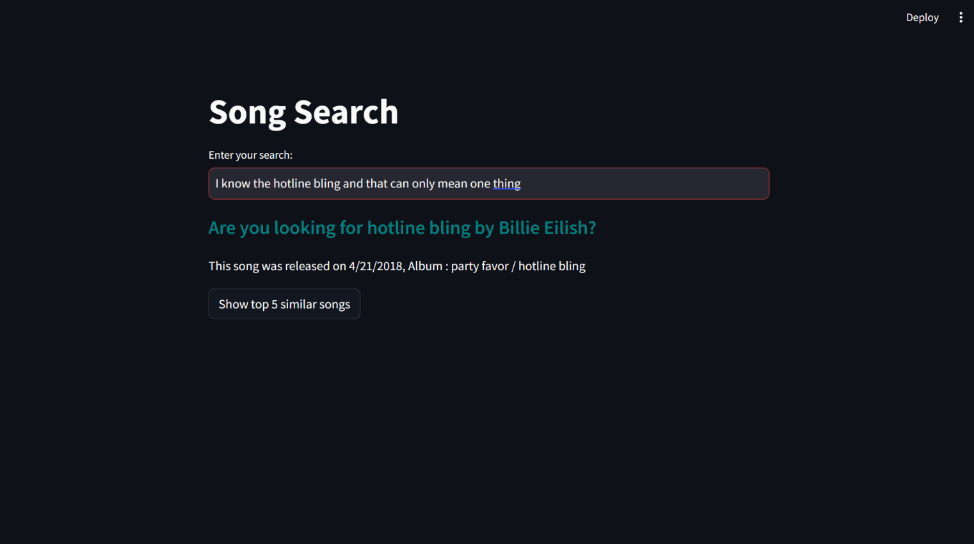 Deploy
Song Search
Enter your search:
I know the hotline bling and that can only mean one thing
Are you looking for hotline bling by Billie Eilish?
This song was released on 4/21/2018, Album : party favor / hotline bling
Show top 5 similar songs